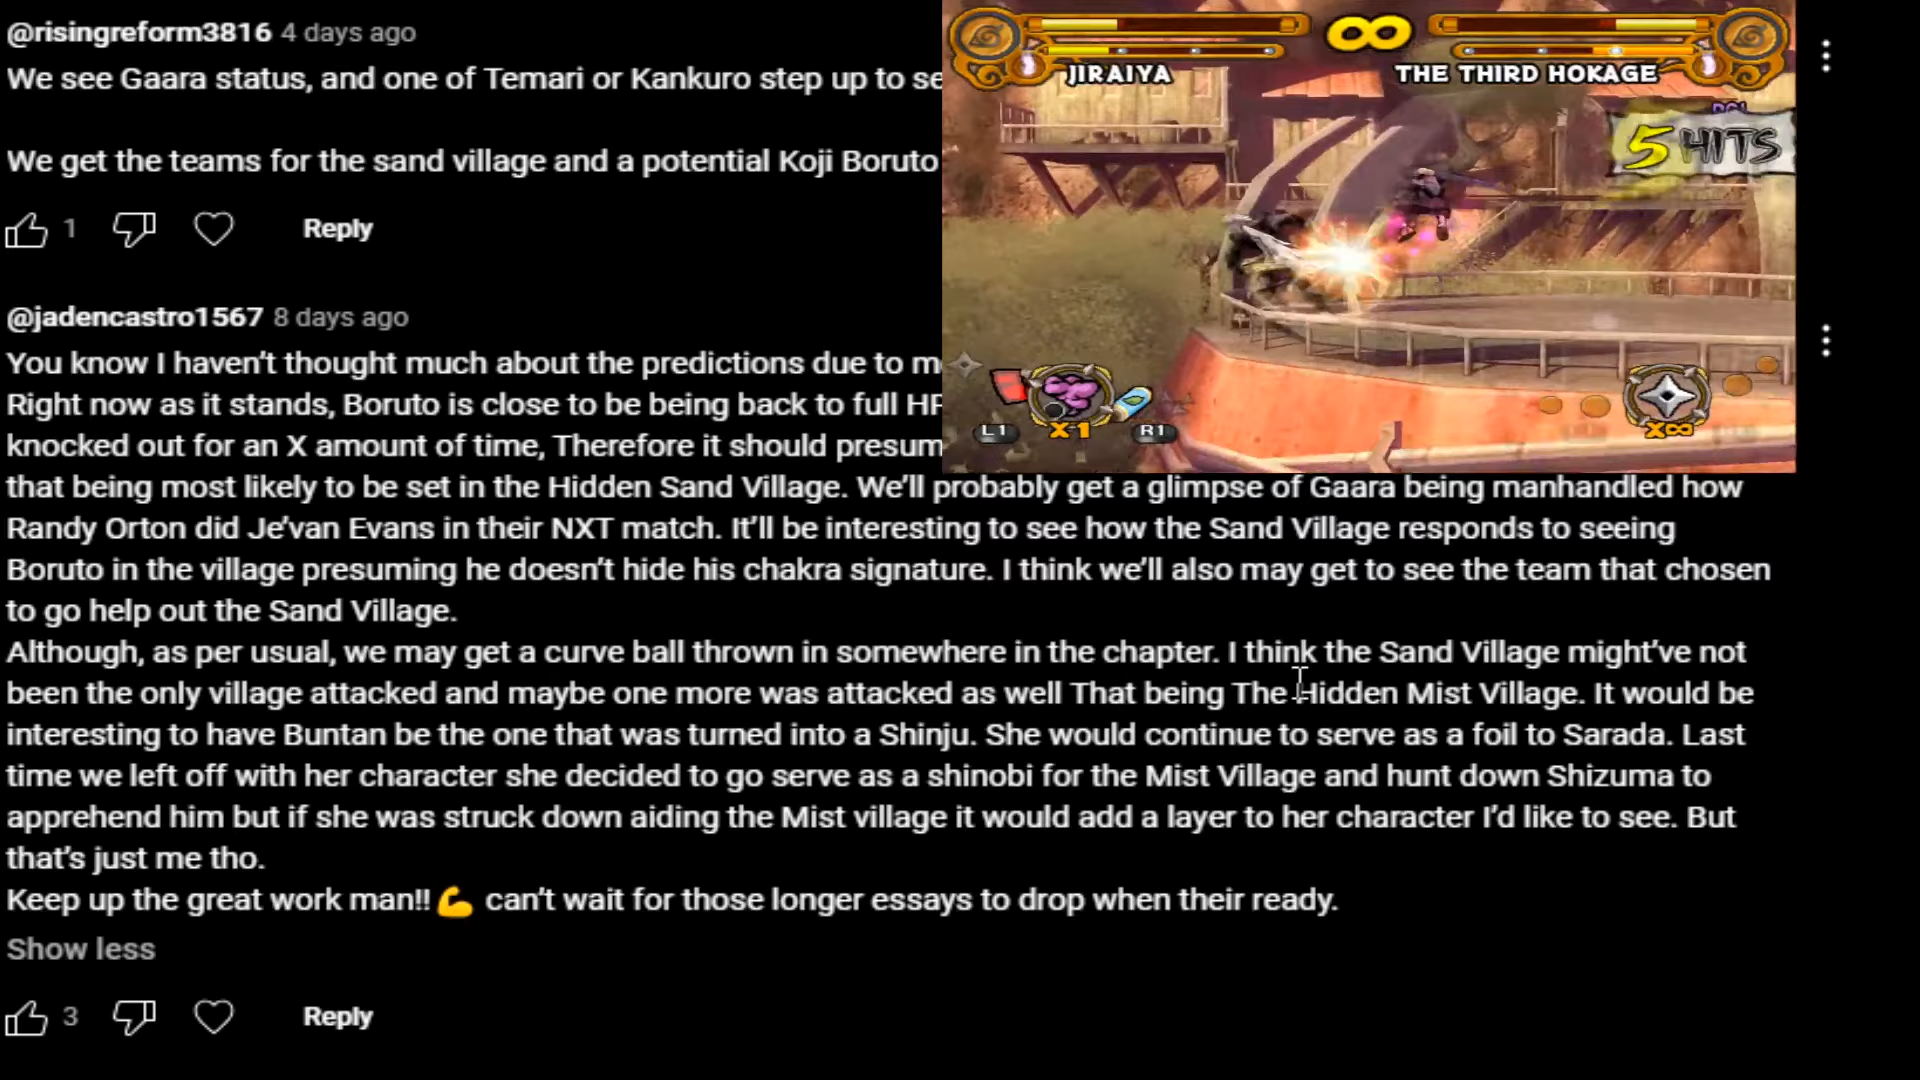 @risingreform3816 4 days ago
We see Gaara status, and one of Temari or Kankuro step up to se
We get the teams for the sand village and a potential Koji Boruto
1 Reply
@jadencastro1567 8 days ago
You know I haven't thought much about the predictions due to m
Right now as it stands, Boruto is close to be being back to full HP
knocked out for an X amount of time, Therefore it should presum
that being most likely to be set in the Hidden Sand Village. We'll probably get a glimpse of Gaara being manhandled how
Randy Orton did Je'van Evans in their NXT match. It'll be interesting to see how the Sand Village responds to seeing
Boruto in the village presuming he doesn't hide his chakra signature. I think we'll also may get to see the team that chosen
to go help out the Sand Village.
Although, as per usual, we may get a curve ball thrown in somewhere in the chapter. I think the Sand Village might've not
been the only village attacked and maybe one more was attacked as well That being The Hidden Mist Village. It would be
interesting to have Buntan be the one that was turned into a Shinju. She would continue to serve as a foil to Sarada. Last
time we left off with her character she decided to go serve as a shinobi for the Mist Village and hunt down Shizuma to
apprehend him but if she was struck down aiding the Mist village it would add a layer to her character I'd like to see. But
that's just me tho.
Keep up the great work man!!💪 can't wait for those longer essays to drop when their ready.
Show less
3 Reply
∞
JIRAIYA
THE THIRD HOKAGE
5 HITS
L1 X1 R1
X∞